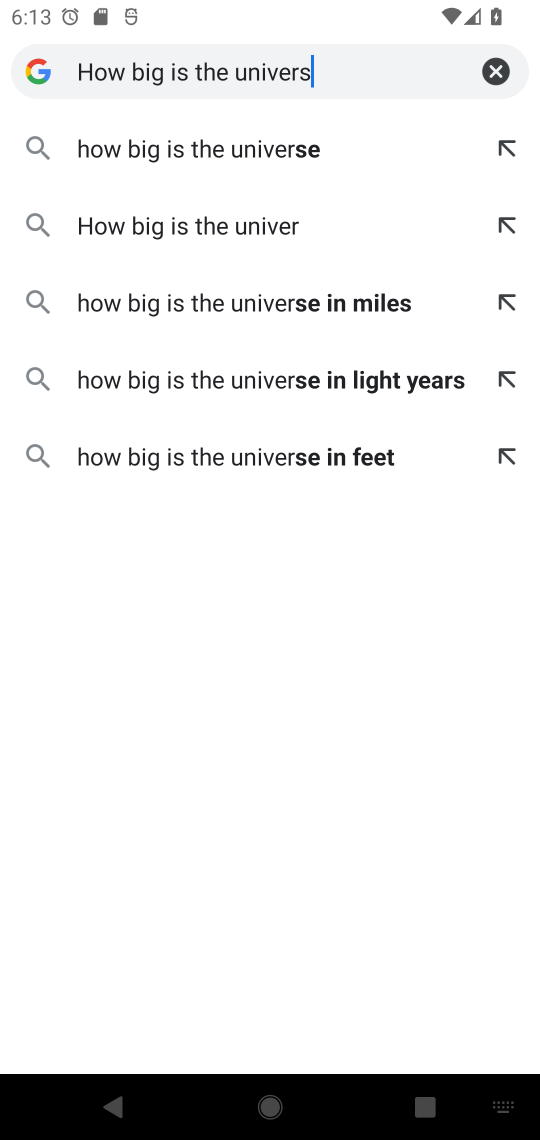 6:13
How big is the univers
how big is the universe
How big is the univer
how big is the universe in miles
how big is the universe in light years
how big is the universe in feet